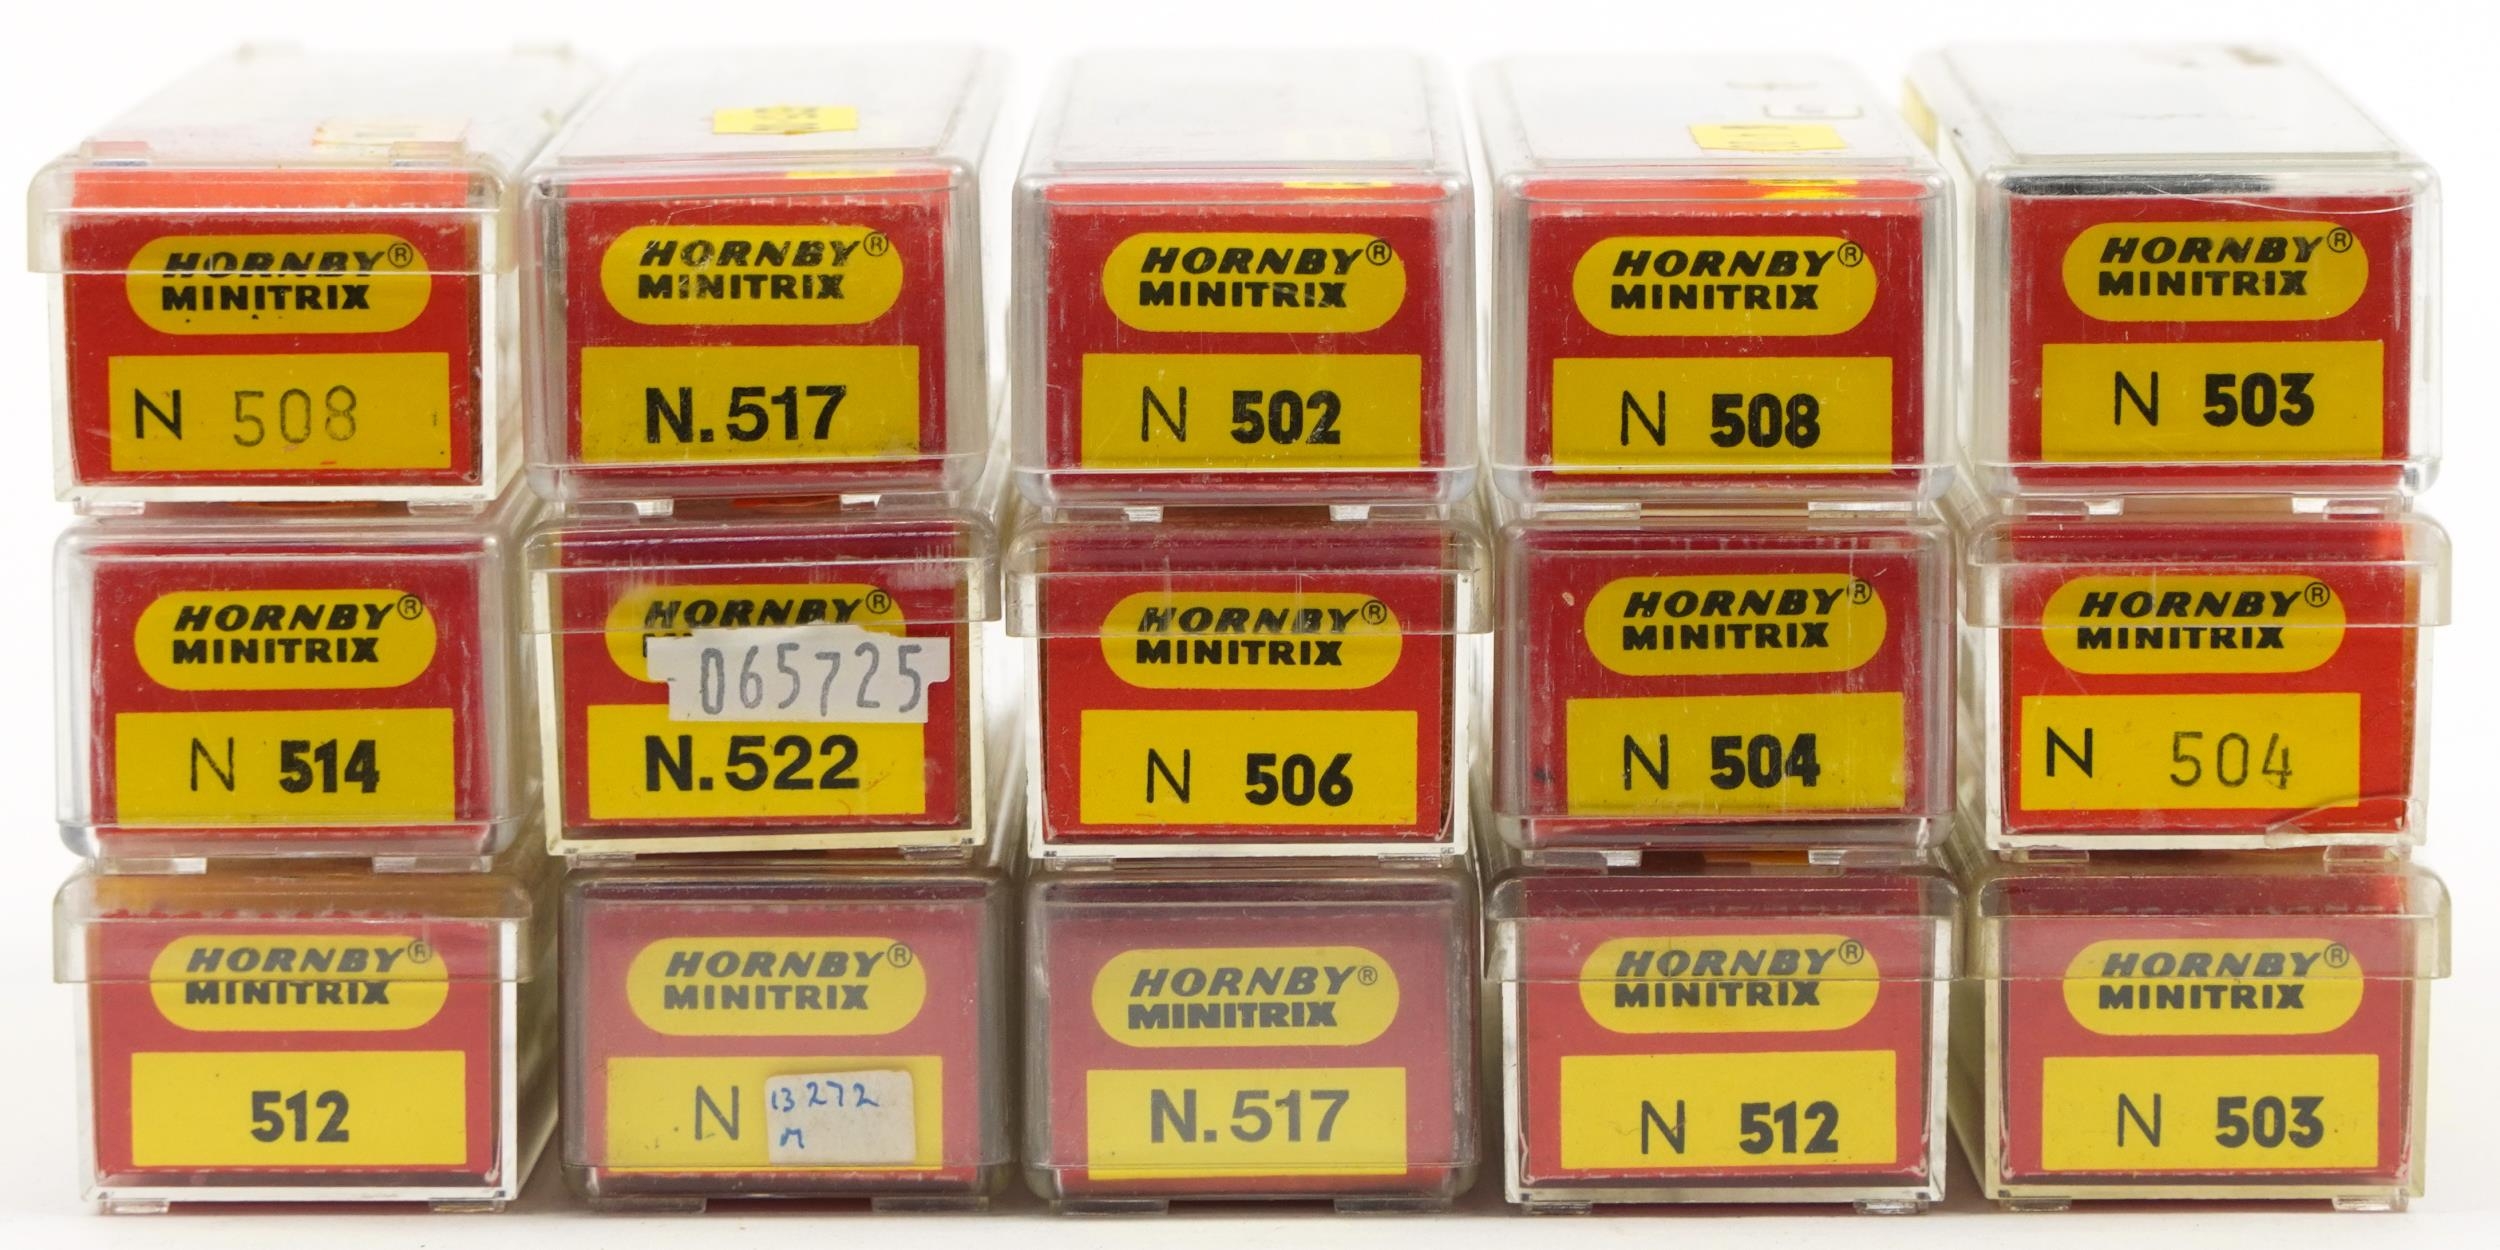 HORNBY®
MINITRIX
N 508
HORNBY®
MINITRIX
N.517
HORNBY®
MINITRIX
N 502
HORNBY®
MINITRIX
N 508
HORNBY®
MINITRIX
N 503
HORNBY®
MINITRIX
N 514
HORNBY®
065725
N.522
HORNBY®
MINITRIX
N 506
HORNBY®
MINITRIX
N 504
HORNBY®
MINITRIX
N 504
HORNBY®
MINITRIX
512
HORNBY®
MINITRIX
N
13272
M
HORNBY®
MINITRIX
N.517
HORNBY®
MINITRIX
N 512
HORNBY®
MINITRIX
N 503